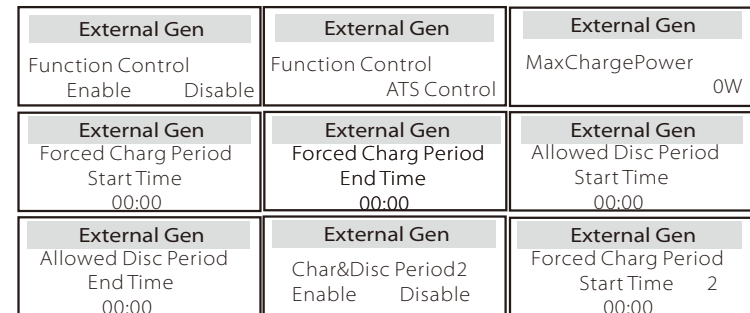 External Gen
Function Control
Enable Disable
External Gen
Function Control
ATS Control
External Gen
MaxChargePower
0W
External Gen
Forced Charg Period
Start Time
00:00
External Gen
Forced Charg Period
End Time
00:00
External Gen
Allowed Disc Period
Start Time
00:00
External Gen
Allowed Disc Period
End Time
00:00
External Gen
Char&Disc Period2
Enable Disable
External Gen
Forced Charg Period
Start Time 2
00:00